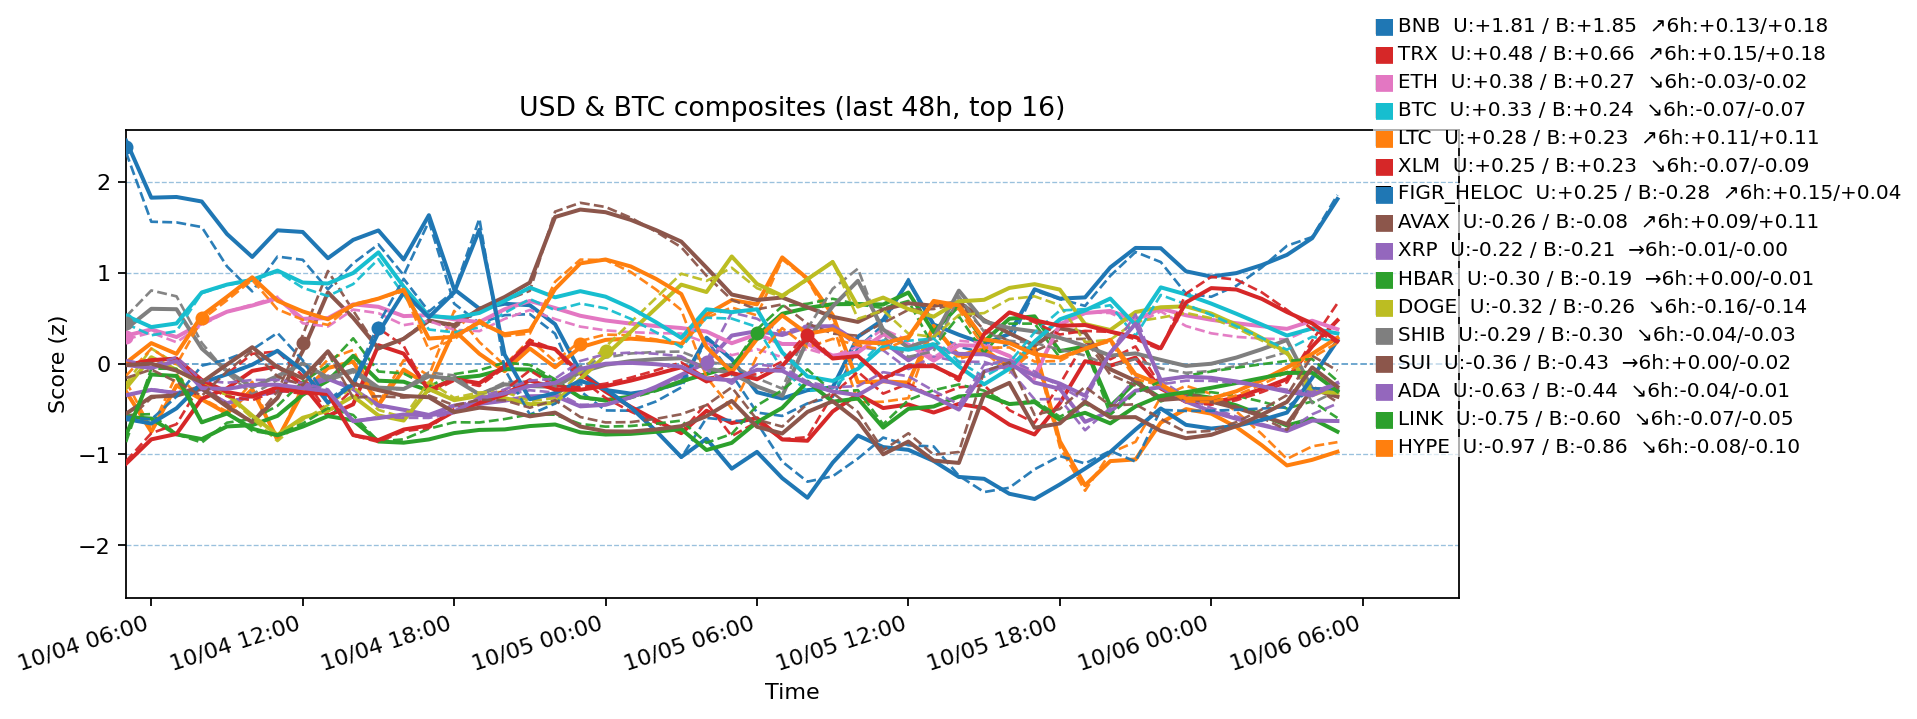 BNB  U:+1.81 / B:+1.85  ↗6h:+0.13/+0.18
TRX  U:+0.48 / B:+0.66  ↗6h:+0.15/+0.18
ETH  U:+0.38 / B:+0.27  ↘6h:-0.03/-0.02
BTC  U:+0.33 / B:+0.24  ↘6h:-0.07/-0.07
LTC  U:+0.28 / B:+0.23  ↗6h:+0.11/+0.11
XLM  U:+0.25 / B:+0.23  ↘6h:-0.07/-0.09
FIGR_HELOC  U:+0.25 / B:-0.28  ↗6h:+0.15/+0.04
AVAX  U:-0.26 / B:-0.08  ↗6h:+0.09/+0.11
XRP  U:-0.22 / B:-0.21  →6h:-0.01/-0.00
HBAR  U:-0.30 / B:-0.19  →6h:+0.00/-0.01
DOGE  U:-0.32 / B:-0.26  ↘6h:-0.16/-0.14
SHIB  U:-0.29 / B:-0.30  ↘6h:-0.04/-0.03
SUI  U:-0.36 / B:-0.43  →6h:+0.00/-0.02
ADA  U:-0.63 / B:-0.44  ↘6h:-0.04/-0.01
LINK  U:-0.75 / B:-0.60  ↘6h:-0.07/-0.05
HYPE  U:-0.97 / B:-0.86  ↘6h:-0.08/-0.10
USD & BTC composites (last 48h, top 16)
Score (z)
2
1
0
−1
−2
10/04 06:00
10/04 12:00
10/04 18:00
10/05 00:00
10/05 06:00
10/05 12:00
10/05 18:00
10/06 00:00
10/06 06:00
Time